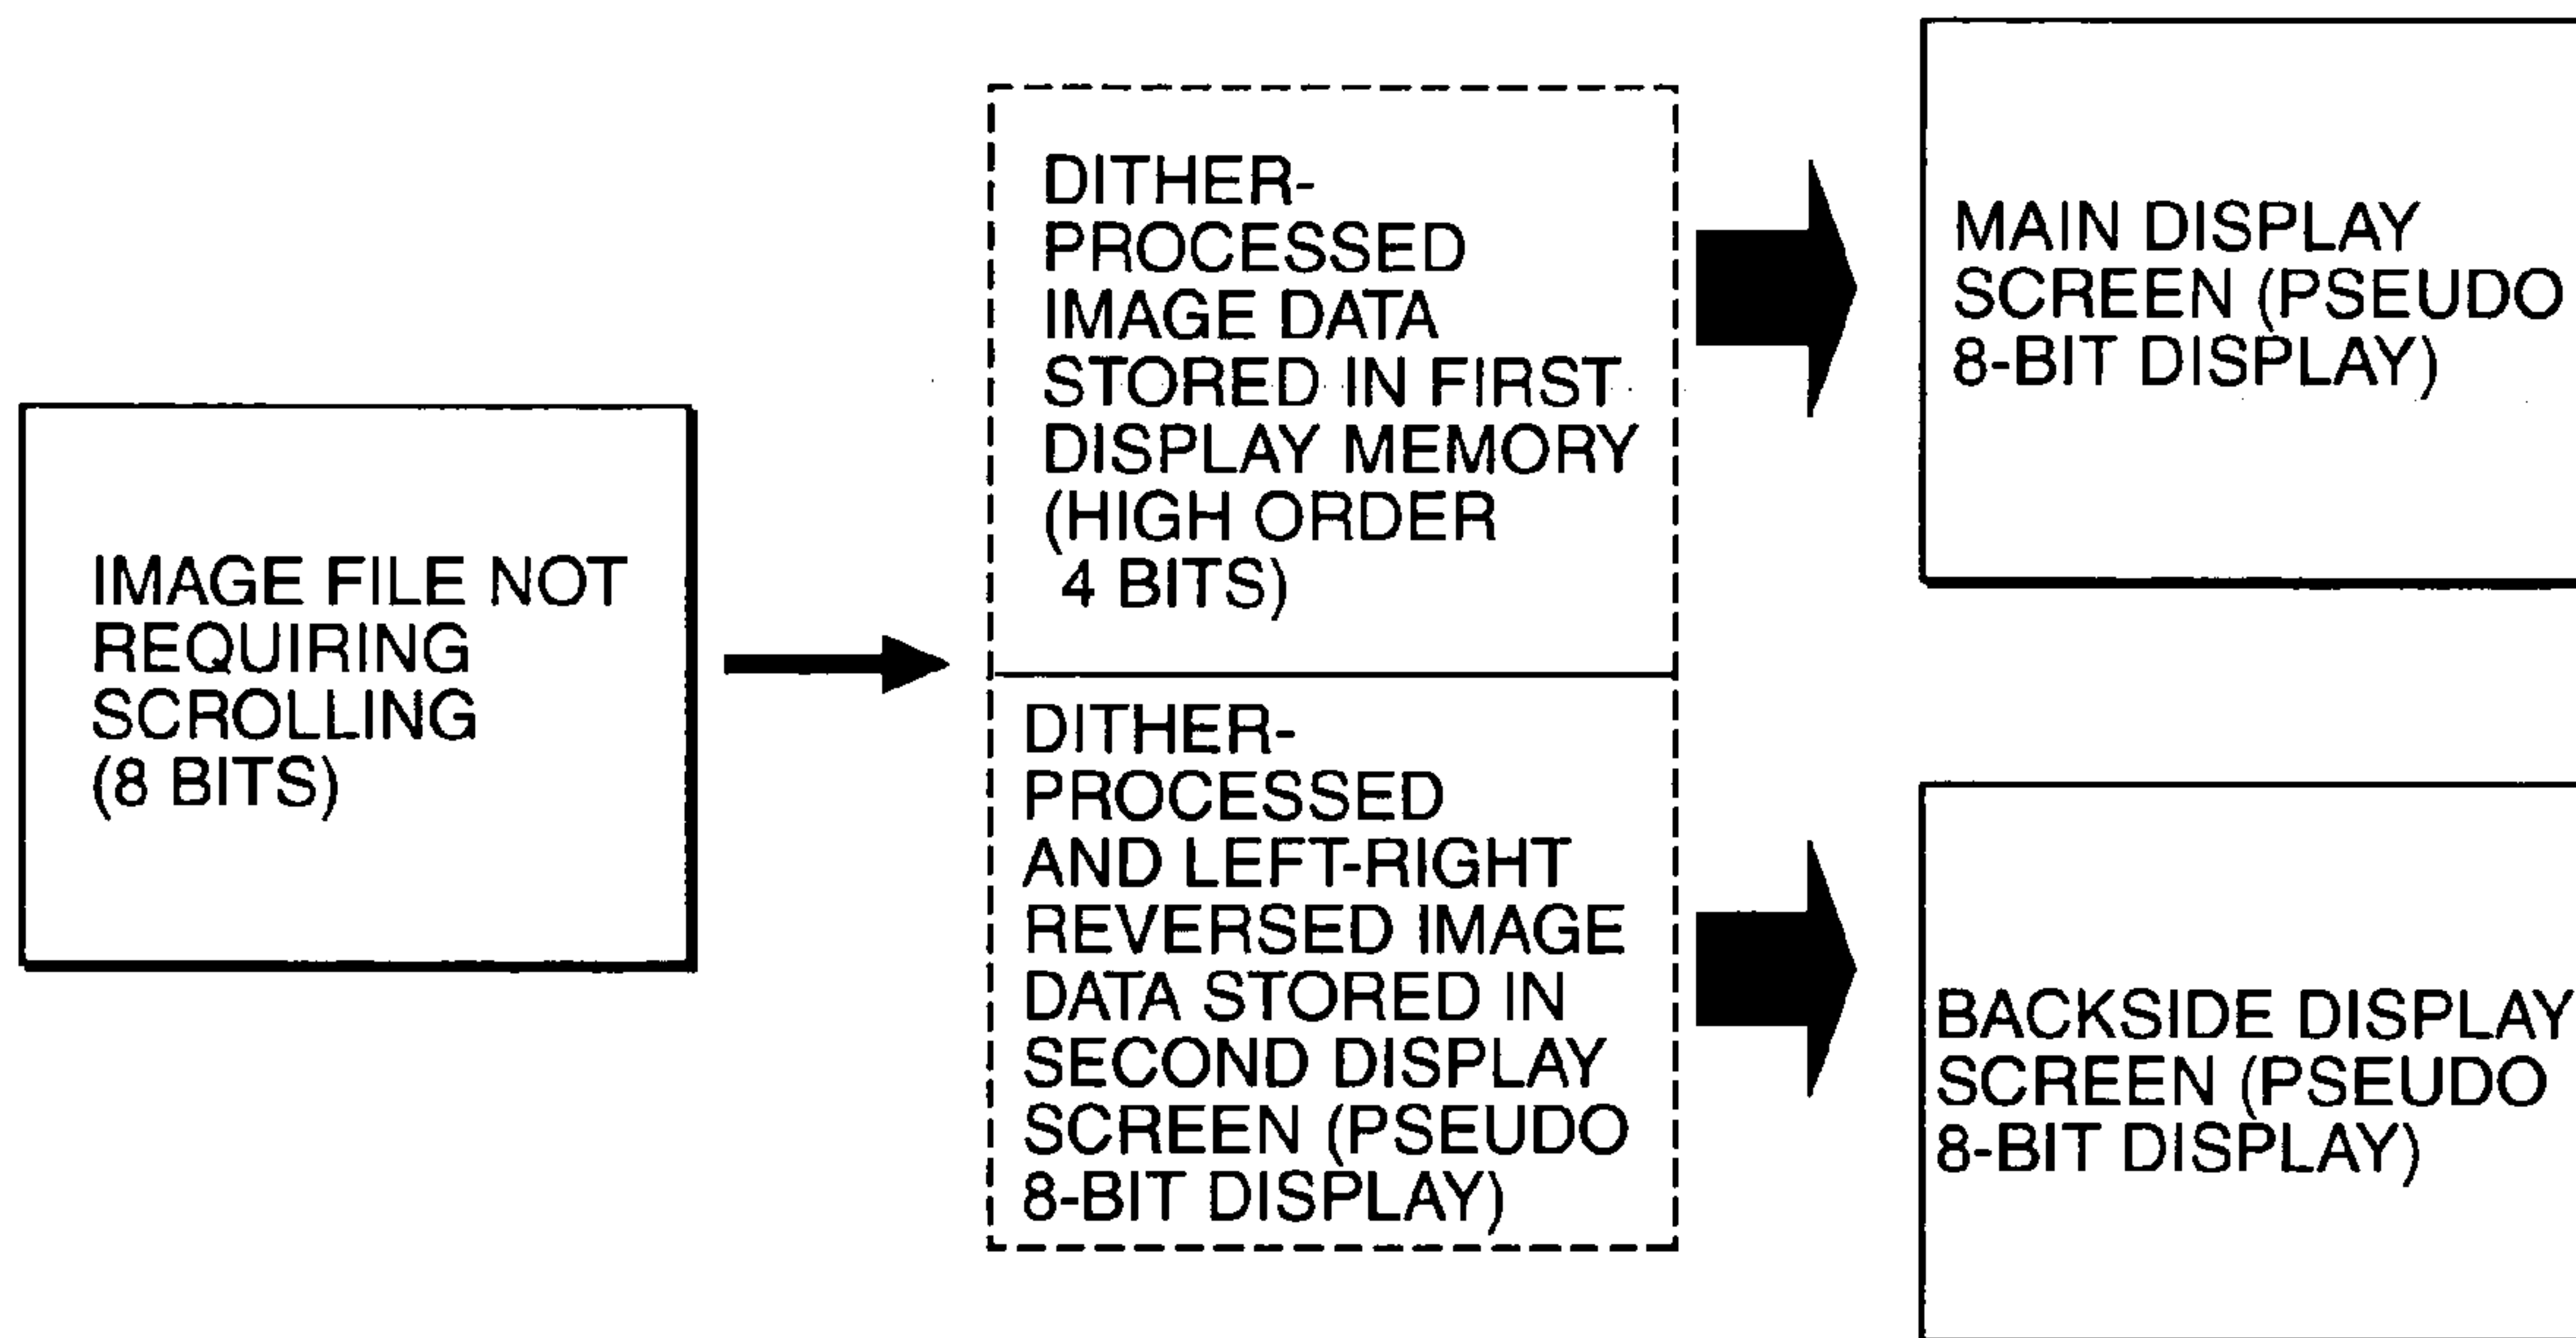 IMAGE FILE NOT
REQUIRING
SCROLLING
(8 BITS)
DITHER-
PROCESSED
IMAGE DATA
STORED IN FIRST
DISPLAY MEMORY
(HIGH ORDER
4 BITS)
DITHER-
PROCESSED
AND LEFT-RIGHT
REVERSED IMAGE
DATA STORED IN
SECOND DISPLAY
SCREEN (PSEUDO
8-BIT DISPLAY)
MAIN DISPLAY
SCREEN (PSEUDO
8-BIT DISPLAY)
BACKSIDE DISPLAY
SCREEN (PSEUDO
8-BIT DISPLAY)